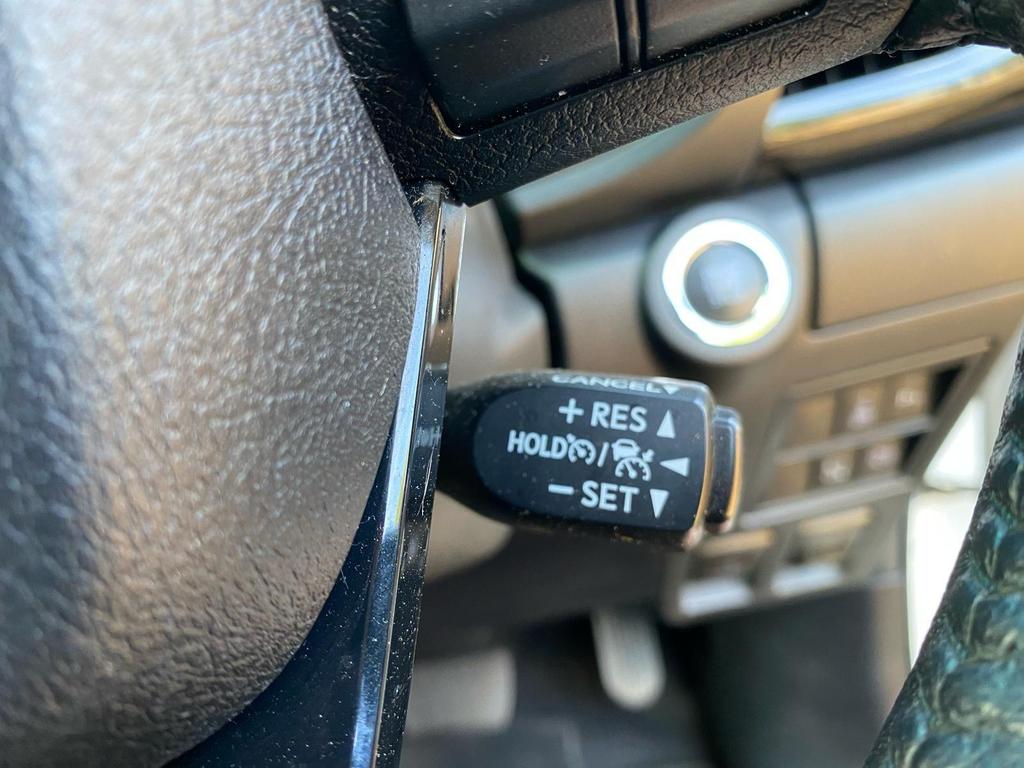 CANCEL
+ RES
HOLD /
− SET